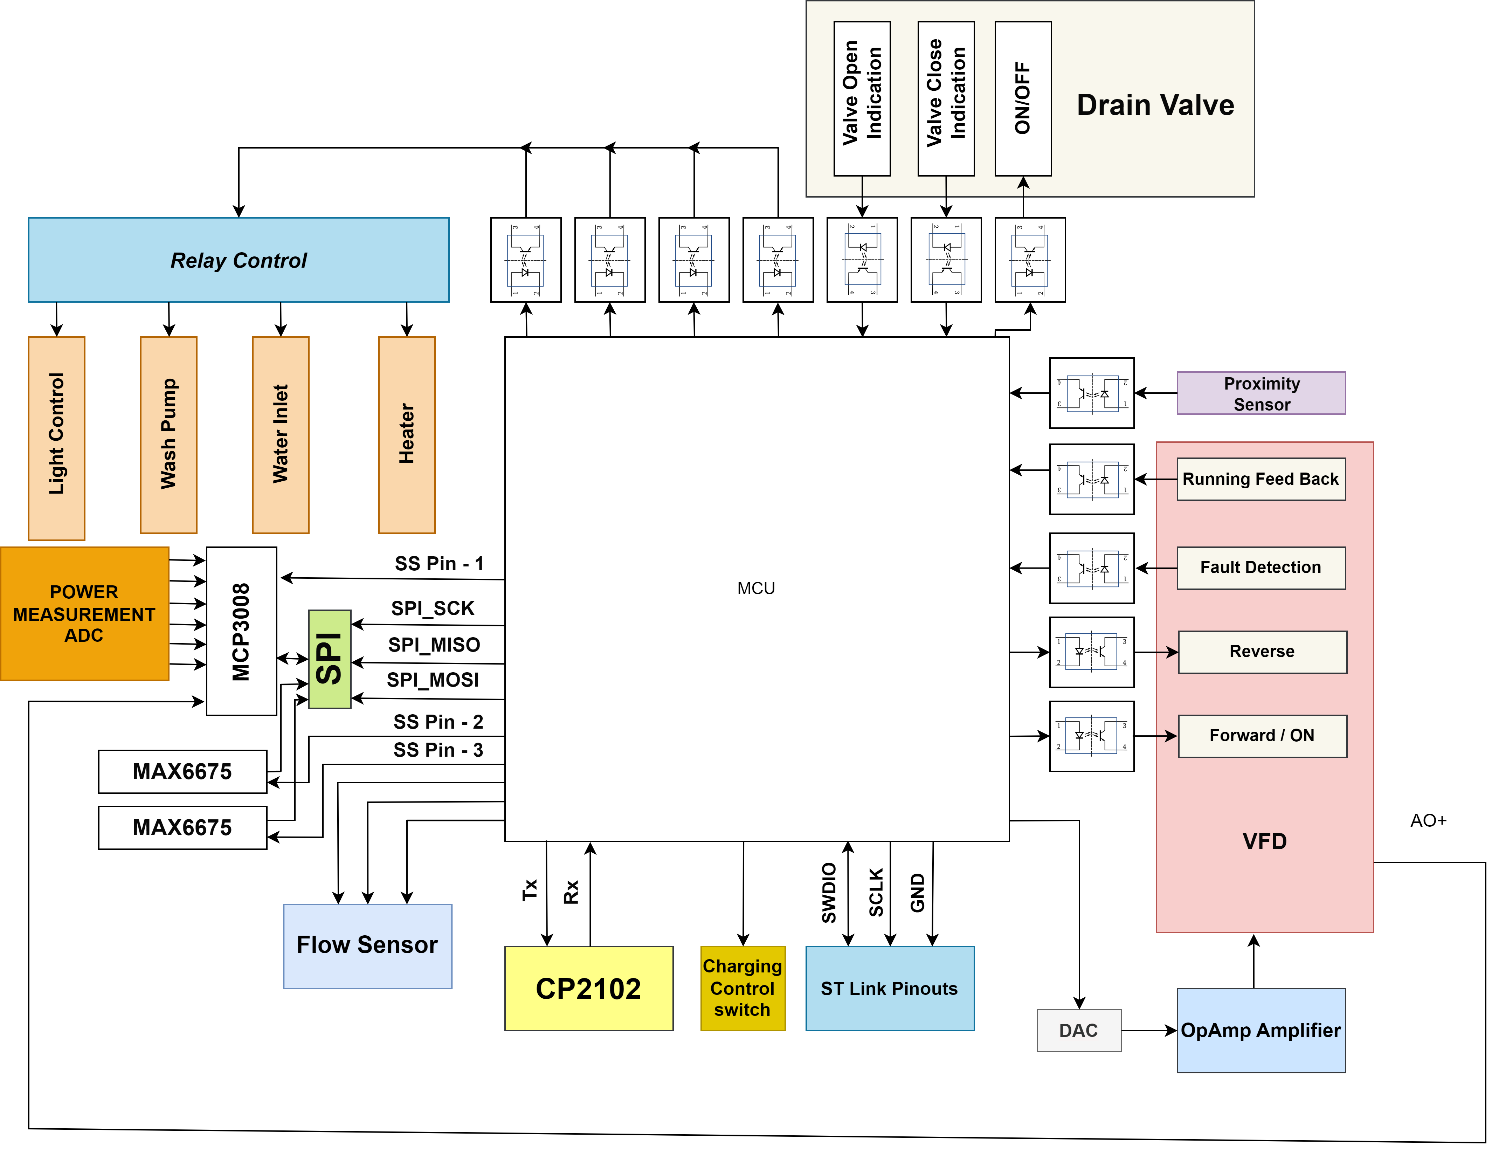 Valve Open
Indication
Valve Close
Indication
ON/OFF
Drain Valve
Relay Control
Light Control
Wash Pump
Water Inlet
Heater
Proximity
Sensor
Running Feed Back
Fault Detection
Reverse
Forward / ON
VFD
AO+
MCU
POWER
MEASUREMENT
ADC
MCP3008
SPI
SS Pin - 1
SPI_SCK
SPI_MISO
SPI_MOSI
SS Pin - 2
SS Pin - 3
MAX6675
MAX6675
Flow Sensor
Tx
Rx
CP2102
Charging
Control
switch
SWDIO
SCLK
GND
ST Link Pinouts
DAC
OpAmp Amplifier